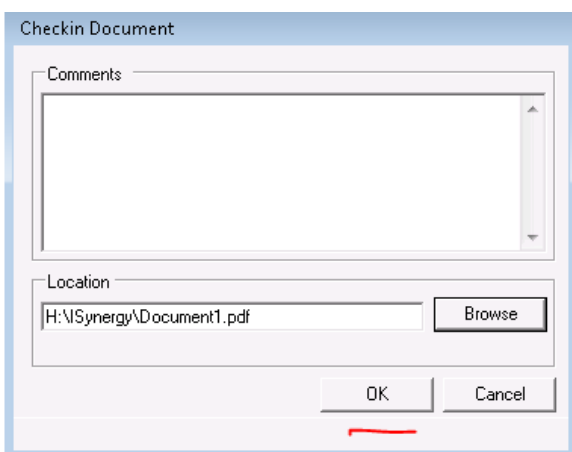 Checkin Document
Comments
Location
H:\ISynergy\Document1.pdf
Browse
OK
Cancel